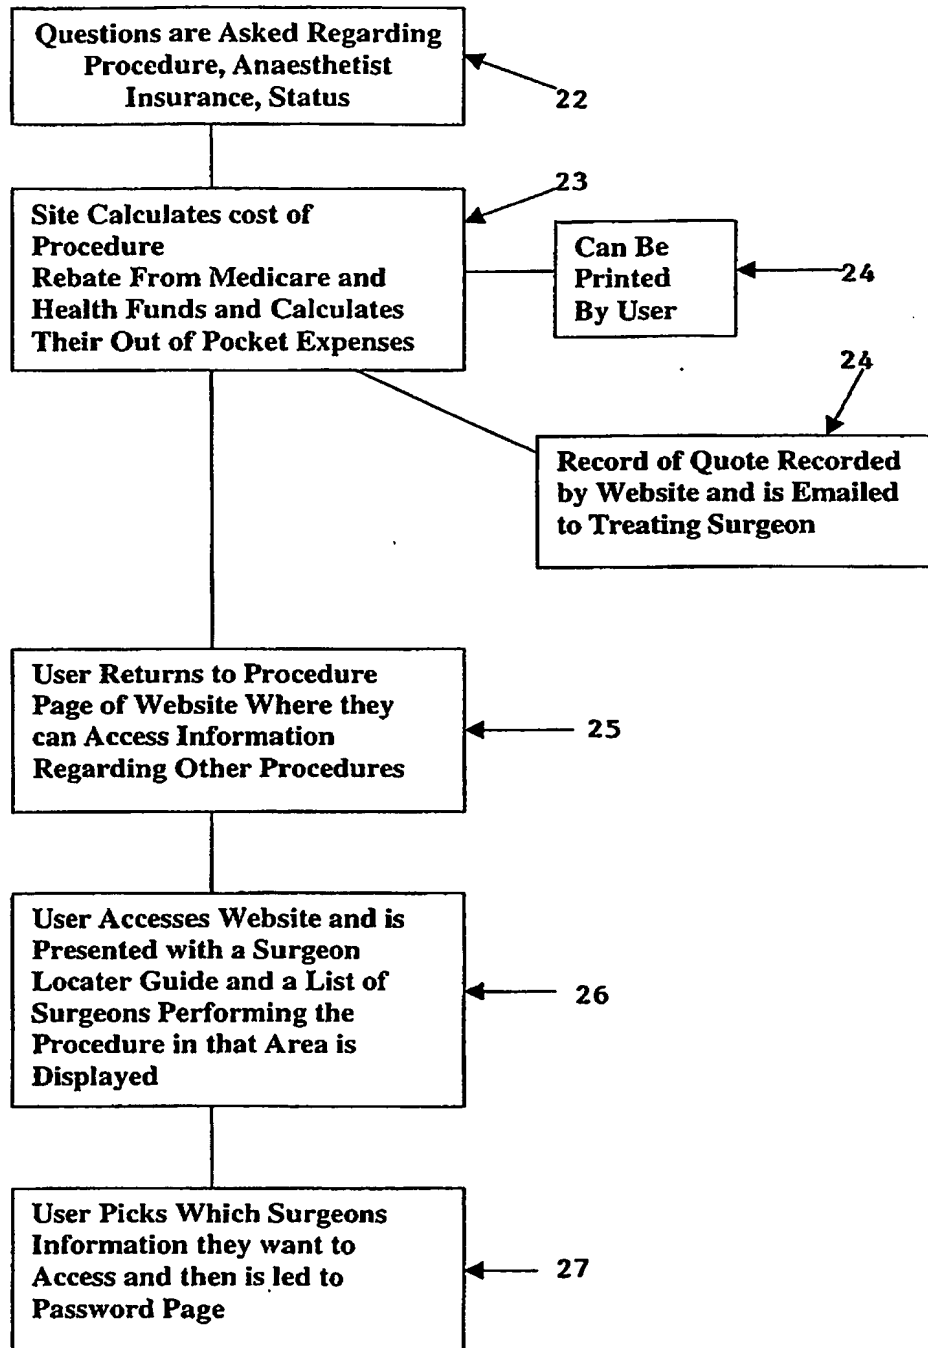 Questions are Asked Regarding
Procedure, Anaesthetist
Insurance, Status
22
23
Site Calculates cost of
Procedure
Rebate From Medicare and
Health Funds and Calculates
Their Out of Pocket Expenses
Can Be
Printed
By User
24
24
Record of Quote Recorded
by Website and is Emailed
to Treating Surgeon
User Returns to Procedure
Page of Website Where they
can Access Information
Regarding Other Procedures
25
User Accesses Website and is
Presented with a Surgeon
Locater Guide and a List of
Surgeons Performing the
Procedure in that Area is
Displayed
26
User Picks Which Surgeons
Information they want to
Access and then is led to
Password Page
27